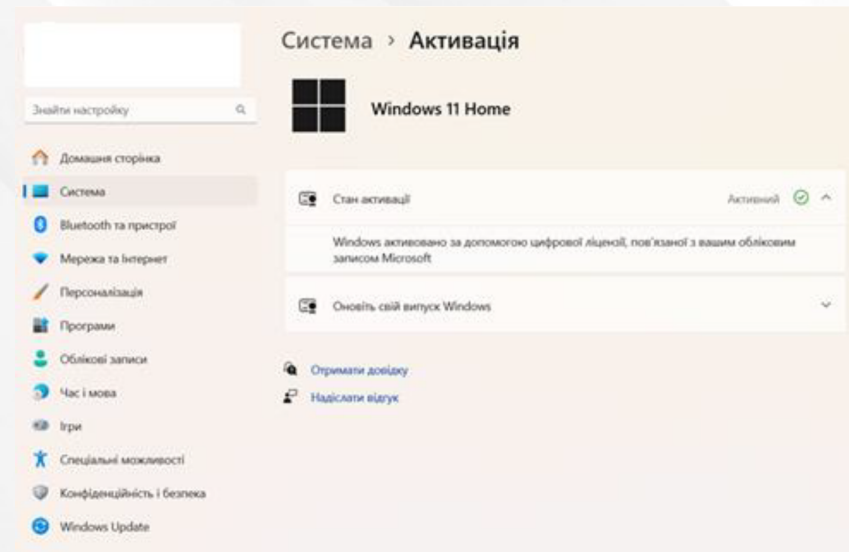 Система > Активація
Windows 11 Home
Знайти настройку
Домашня сторінка
Система
Bluetooth та пристрої
Мережа та Інтернет
Персоналізація
Програми
Облікові записи
Час і мова
Ігри
Спеціальні можливості
Конфіденційність і безпека
Windows Update
Стан активації
Активний
Windows активовано за допомогою цифрової ліцензії, пов'язаної з вашим обліковим
записом Microsoft
Оновіть свій випуск Windows
Отримати довідку
Надіслати відгук